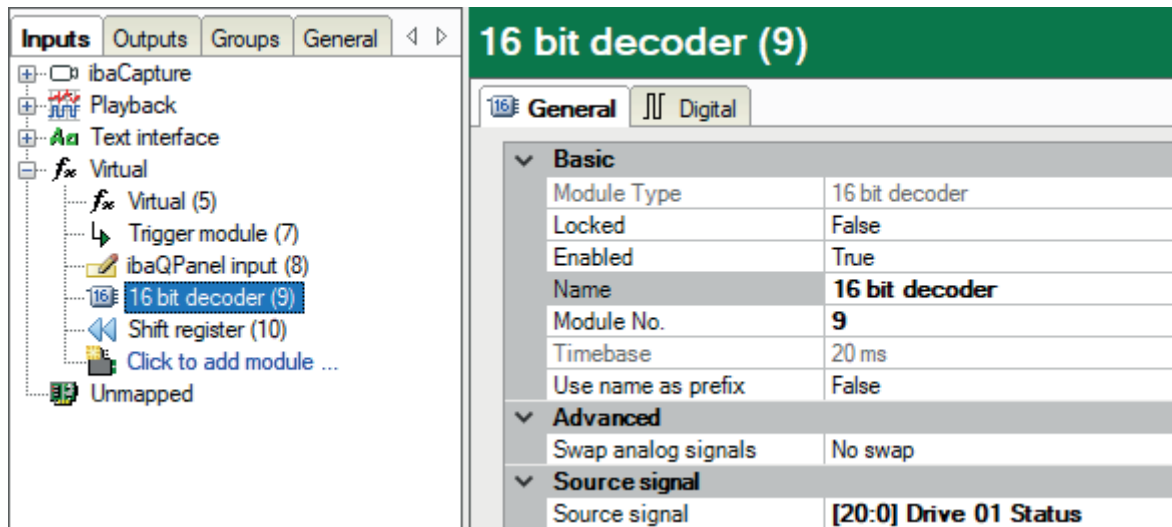 Inputs Outputs Groups General
ibaCapture
Playback
Text interface
Virtual
Virtual (5)
Trigger module (7)
ibaQPanel input (8)
16 bit decoder (9)
Shift register (10)
Click to add module ...
Unmapped
16 bit decoder (9)
General Digital
Basic
Module Type 16 bit decoder
Locked False
Enabled True
Name 16 bit decoder
Module No. 9
Timebase 20 ms
Use name as prefix False
Advanced
Swap analog signals No swap
Source signal
Source signal [20:0] Drive 01 Status